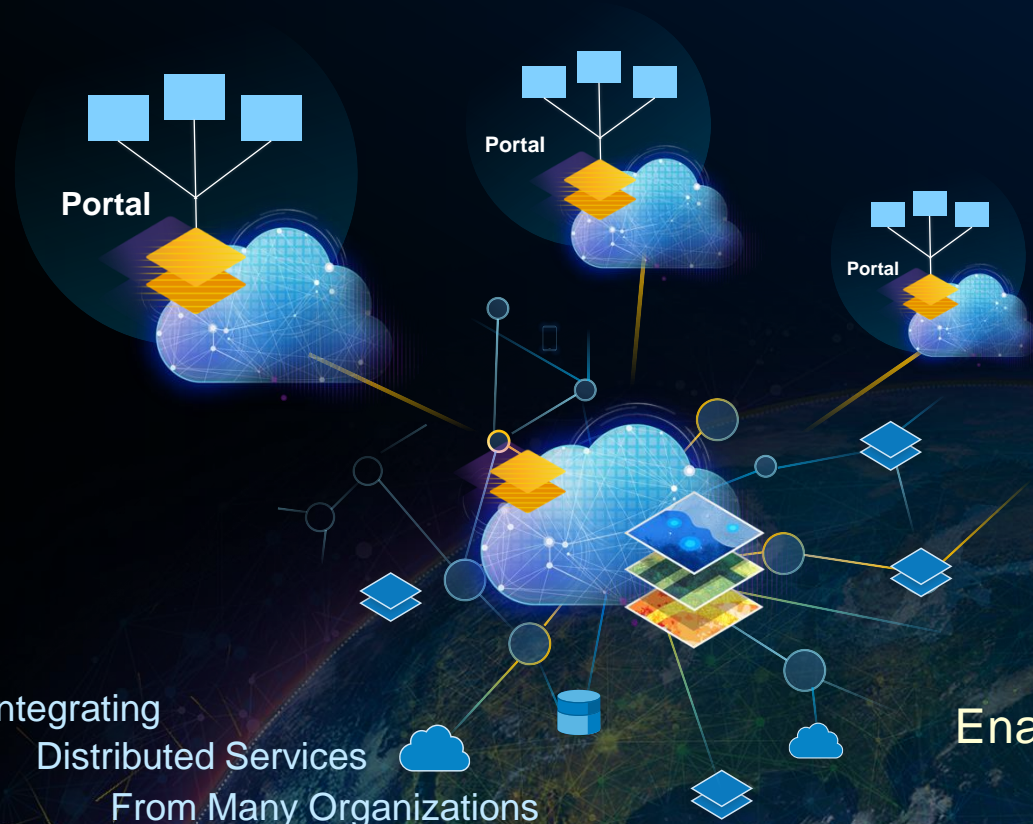 Portal
Portal
Portal
ntegrating
Distributed Services
From Many Organizations
Ena